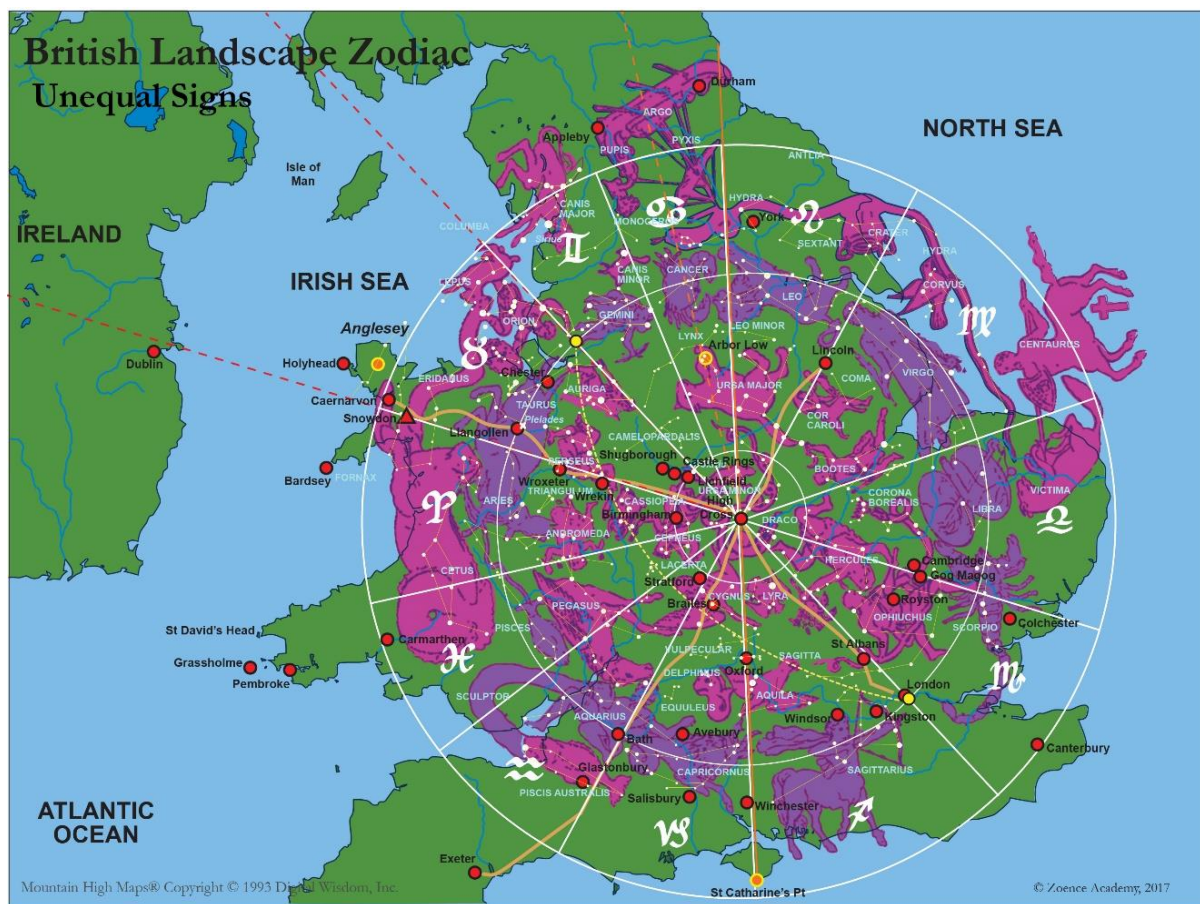 British Landscape Zodiac
Unequal Signs
NORTH SEA
Durham
ARGO
Appleby
PYXIS
PUPIS
ANTLIA
Isle of
Man
HYDRA
CANIS
MAJOR
♋
York
♌
MONOCEROS
COLUMBA
CRATER
IRELAND
Sirius
♊
SEXTANT
HYDRA
IRISH SEA
LEPUS
CANIS
MINOR
CANCER
CORVUS
LEO
GEMINI
ORION
♍
LEO MINOR
Anglesey
LYNX
Arbor Low
CENTAURUS
Dublin
Holyhead
♉
Lincoln
VIRGO
ERIDANUS
Chester
AURIGA
URSA MAJOR
COMA
Caernarvon
TAURUS
Snowdon
Pleiades
COR
CAROLI
Llangollen
CAMELOPARDALIS
Shugborough
Castle Rings
PERSEUS
BOOTES
Bardsey
FORNAX
Wroxeter
Lichfield
TRIANGULUM
URSA MINOR
VICTIMA
Wrekin
CORONA
BOREALIS
ARIES
CASSIOPEIA
High
Cross
♈
Birmingham
DRACO
LIBRA
♎
ANDROMEDA
CEPHEUS
HERCULES
Cambridge
LACERTA
CETUS
Gog Magog
Stratford
CYGNUS
LYRA
Royston
PEGASUS
Brailes
OPHIUCHUS
Colchester
PISCES
SCORPIO
St David's Head
Carmarthen
St Albans
VULPECULAR
SAGITTA
Grassholme
♓
Oxford
DELPHINUS
♏
Pembroke
London
SCULPTOR
AQUILA
EQUULEUS
AQUARIUS
Windsor
Kingston
Bath
Avebury
Canterbury
♒
Glastonbury
CAPRICORNUS
SAGITTARIUS
PISCIS AUSTRALIS
Salisbury
Winchester
ATLANTIC
OCEAN
♑
♐
Exeter
Mountain High Maps® Copyright © 1993 Digital Wisdom, Inc.
St Catharine's Pt
© Zoence Academy, 2017